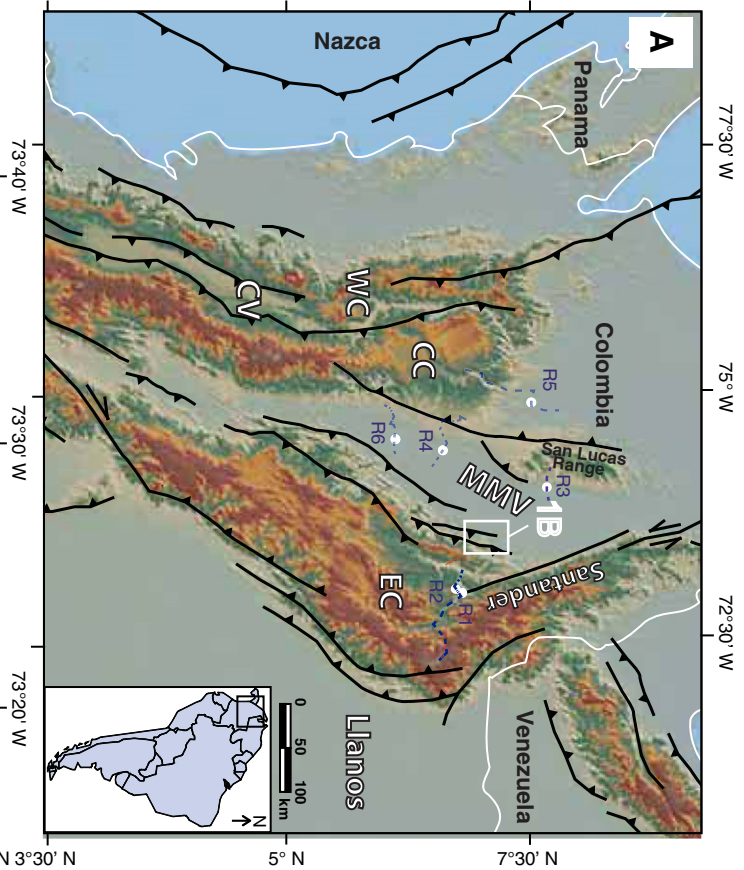 A
Nazca
Panama
Colombia
WC
CV
CC
R5
R4
R6
San Lucas
Range
R3
MMV
1B
Santander
EC
R2
R1
Llanos
Venezuela
0
50
100
km
N
77°30' W
75° W
72°30' W
73°40' W
73°30' W
73°20' W
N 3°30' N
5° N
7°30' N